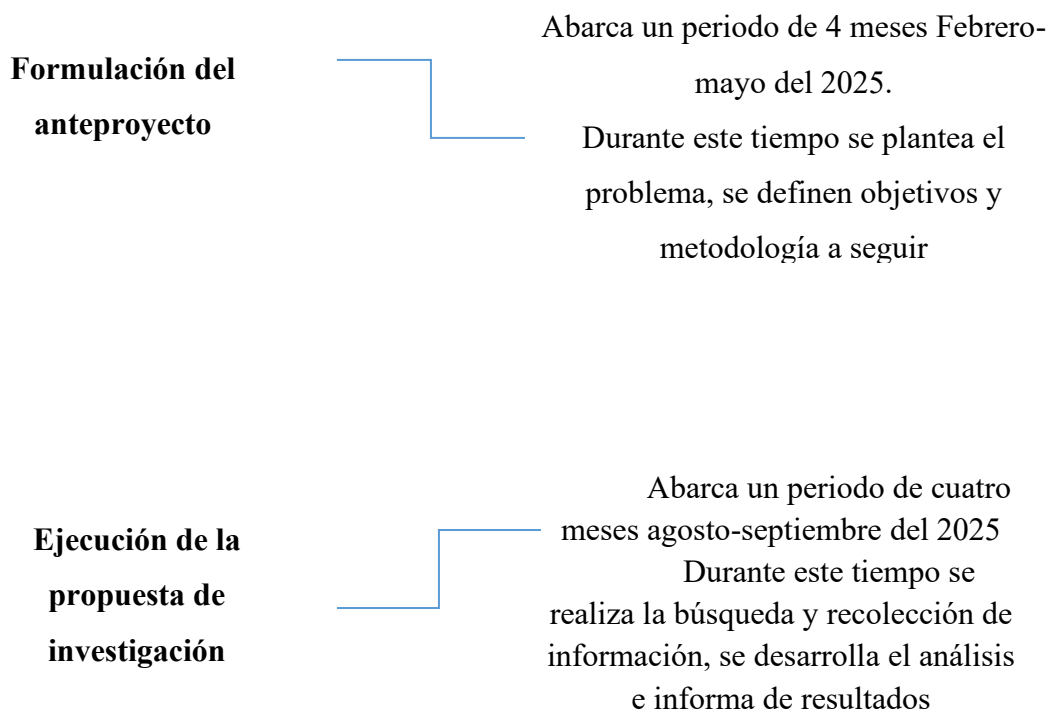 Formulación del
anteproyecto
Abarca un periodo de 4 meses Febrero-
mayo del 2025.
Durante este tiempo se plantea el
problema, se definen objetivos y
metodología a seguir
Ejecución de la
propuesta de
investigación
Abarca un periodo de cuatro
meses agosto-septiembre del 2025
Durante este tiempo se
realiza la búsqueda y recolección de
información, se desarrolla el análisis
e informa de resultados